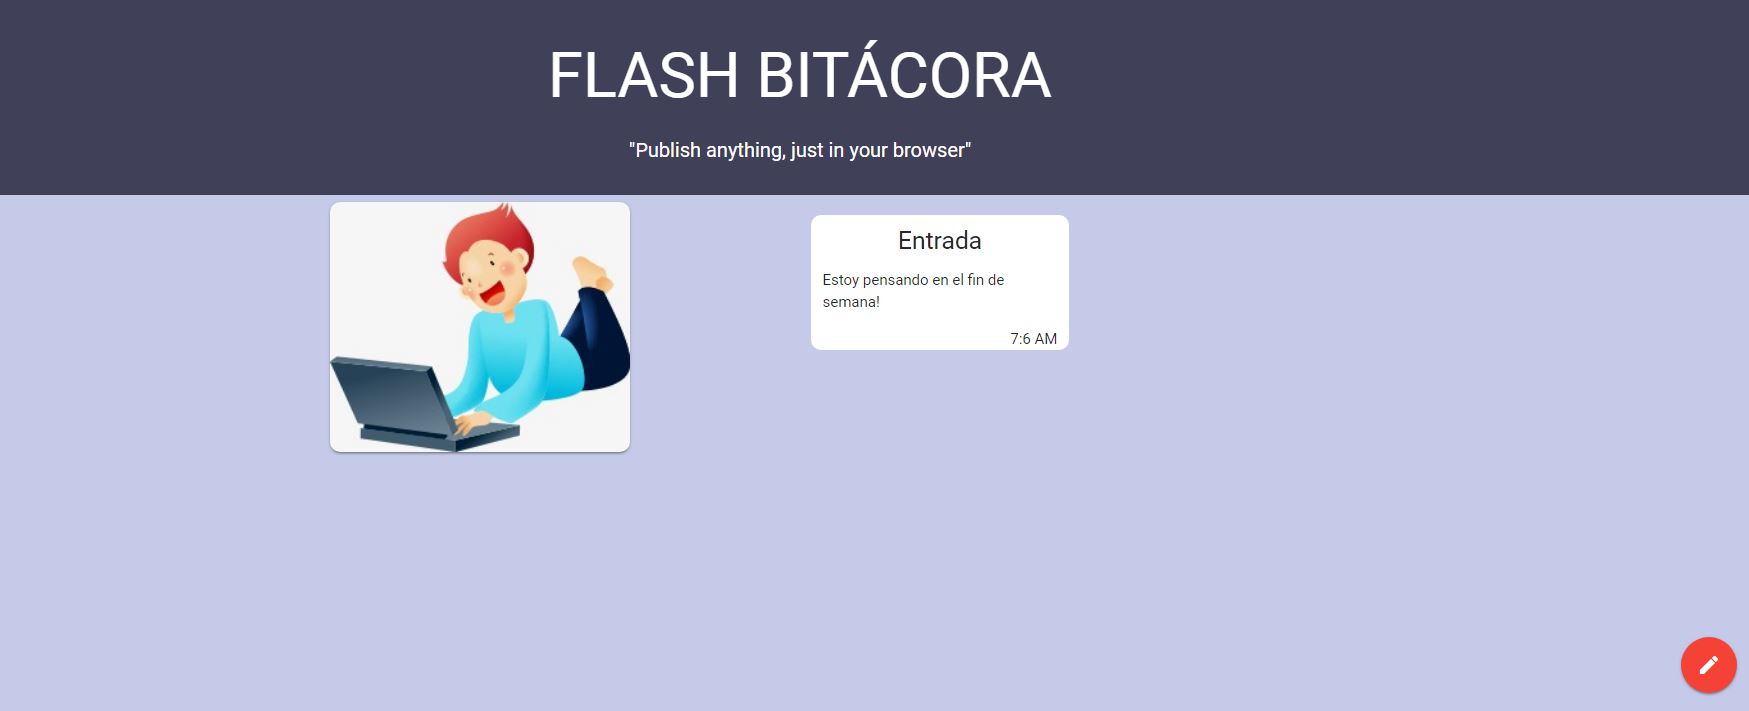 FLASH BITÁCORA
"Publish anything, just in your browser"
Entrada
Estoy pensando en el fin de
semana!
7:6 AM